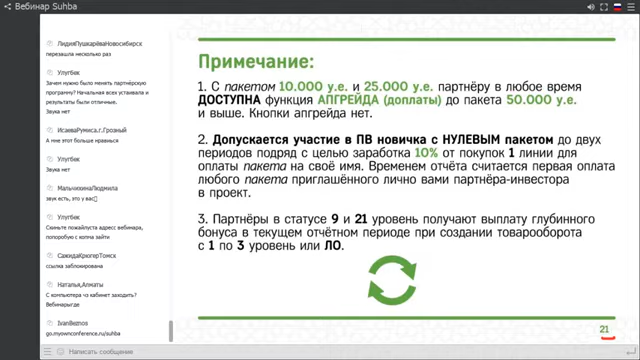 Вебинар Suhba
ЛидияПушкарёваНовосибирск
перезашла несколько раз
Улугбек
Зачем нужно было менять партнёрскую
программу? Начальная всех устаивала и
результаты были отличные.
Звука нет
ИсаеваРумиса.г.Грозный
А мне этот больше нравиься
Улугбек
Звука нет
МальчихинаЛюдмила
звук есть, это у вас
Улугбек
Скиньте пожайлуста адресс вебинара,
попоробую с компа зайти
СажидаКрюгерТомск
ссылка заблокирована
Наталья,Алматы
С компьютера чз кабинет заходить?
Вебинарыгде
IvanBeznos
go.myownconference.ru/suhba
Написать сообщение
Примечание:
1. С пакетом 10.000 у.е. и 25.000 у.е. партнёру в любое время
ДОСТУПНА функция АПГРЕЙДА (доплаты) до пакета 50.000 у.е.
и выше. Кнопки апгрейда нет.
2. Допускается участие в ПВ новичка с НУЛЕВЫМ пакетом до двух
периодов подряд с целью заработка 10% от покупок 1 линии для
оплаты пакета на своё имя. Временем отчёта считается первая оплата
любого пакета приглашённого лично вами партнёра-инвестора
в проект.
3. Партнёры в статусе 9 и 21 уровень получают выплату глубинного
бонуса в текущем отчётном периоде при создании товарооборота
с 1 по 3 уровень или ЛО.
21